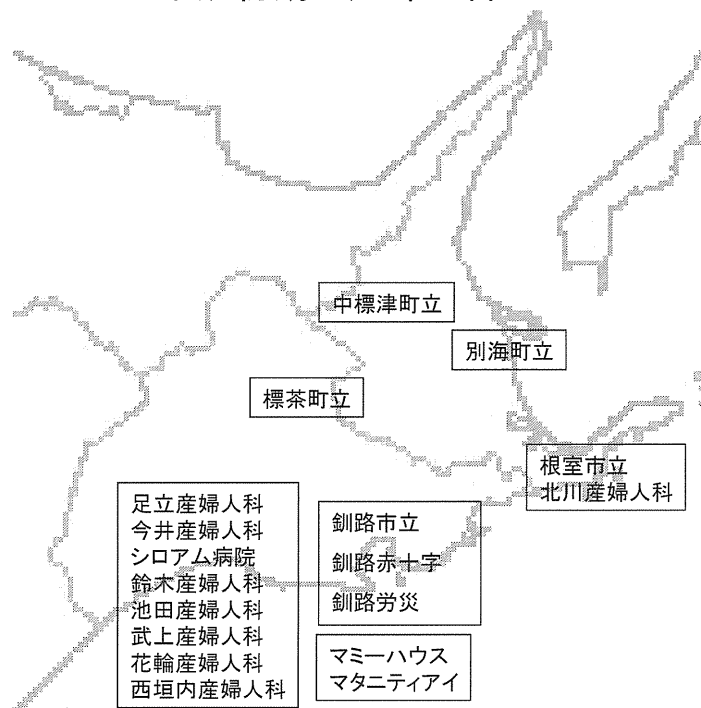 中標津町立
別海町立
標茶町立
根室市立
北川産婦人科
足立産婦人科
今井産婦人科
シロアム病院
鈴木産婦人科
池田産婦人科
武上産婦人科
花輪産婦人科
西垣内産婦人科
釧路市立
釧路赤十字
釧路労災
マミーハウス
マタニティアイ